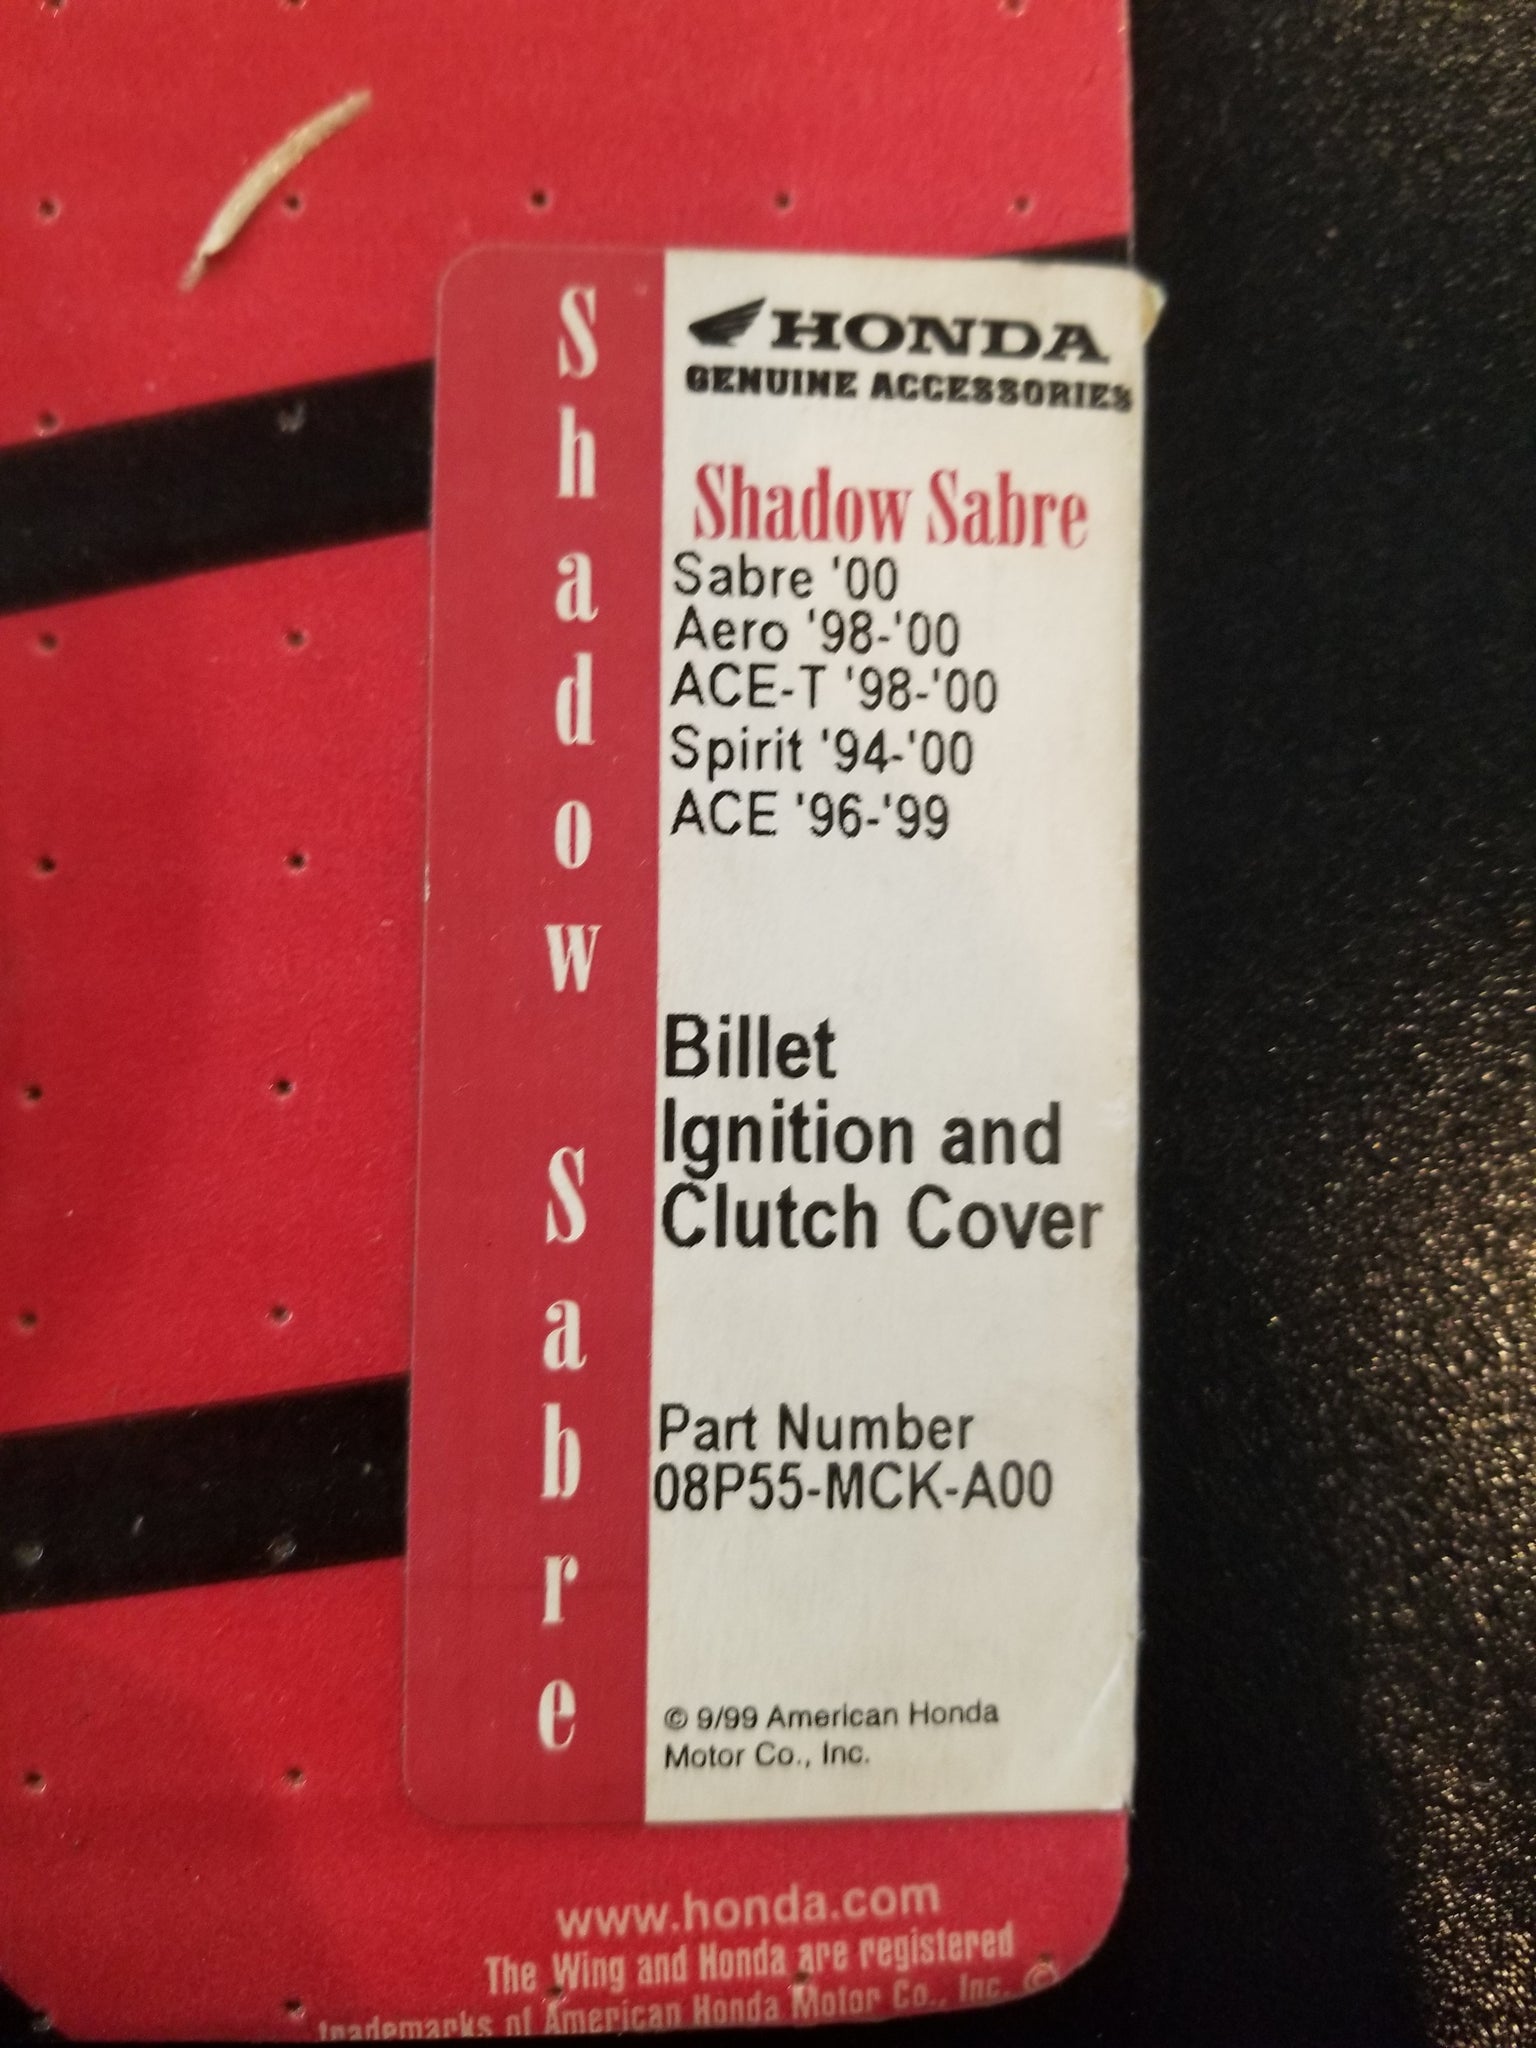 Shadow Sabre
HONDA
GENUINE ACCESSORIES
Shadow Sabre
Sabre '00
Aero '98-'00
ACE-T '98-'00
Spirit '94-'00
ACE '96-'99
Billet
Ignition and
Clutch Cover
Part Number
08P55-MCK-A00
© 9/99 American Honda
Motor Co., Inc.
www.honda.com
The Wing and Honda are registered
trademarks of American Honda Motor Co., Inc. ©